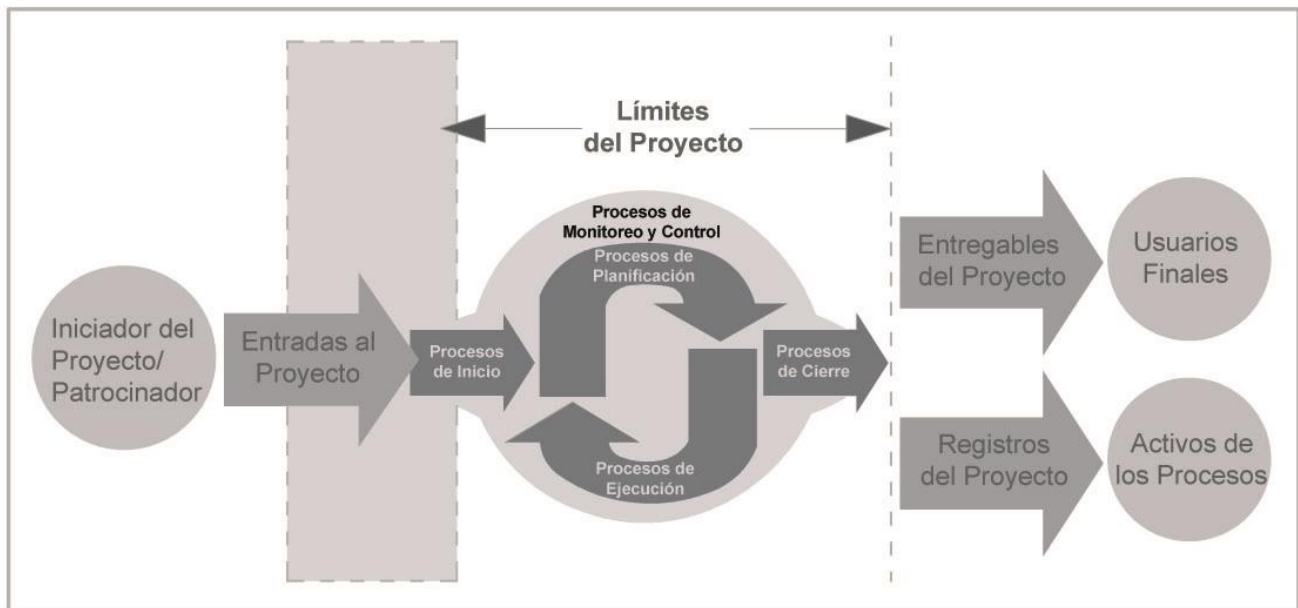 Límites
del Proyecto
Procesos de
Monitoreo y Control
Procesos de
Planificación
Iniciador del
Proyecto/
Patrocinador
Entradas al
Proyecto
Procesos
de Inicio
Procesos
de Cierre
Procesos de
Ejecución
Entregables
del Proyecto
Usuarios
Finales
Registros
del Proyecto
Activos de
los Procesos